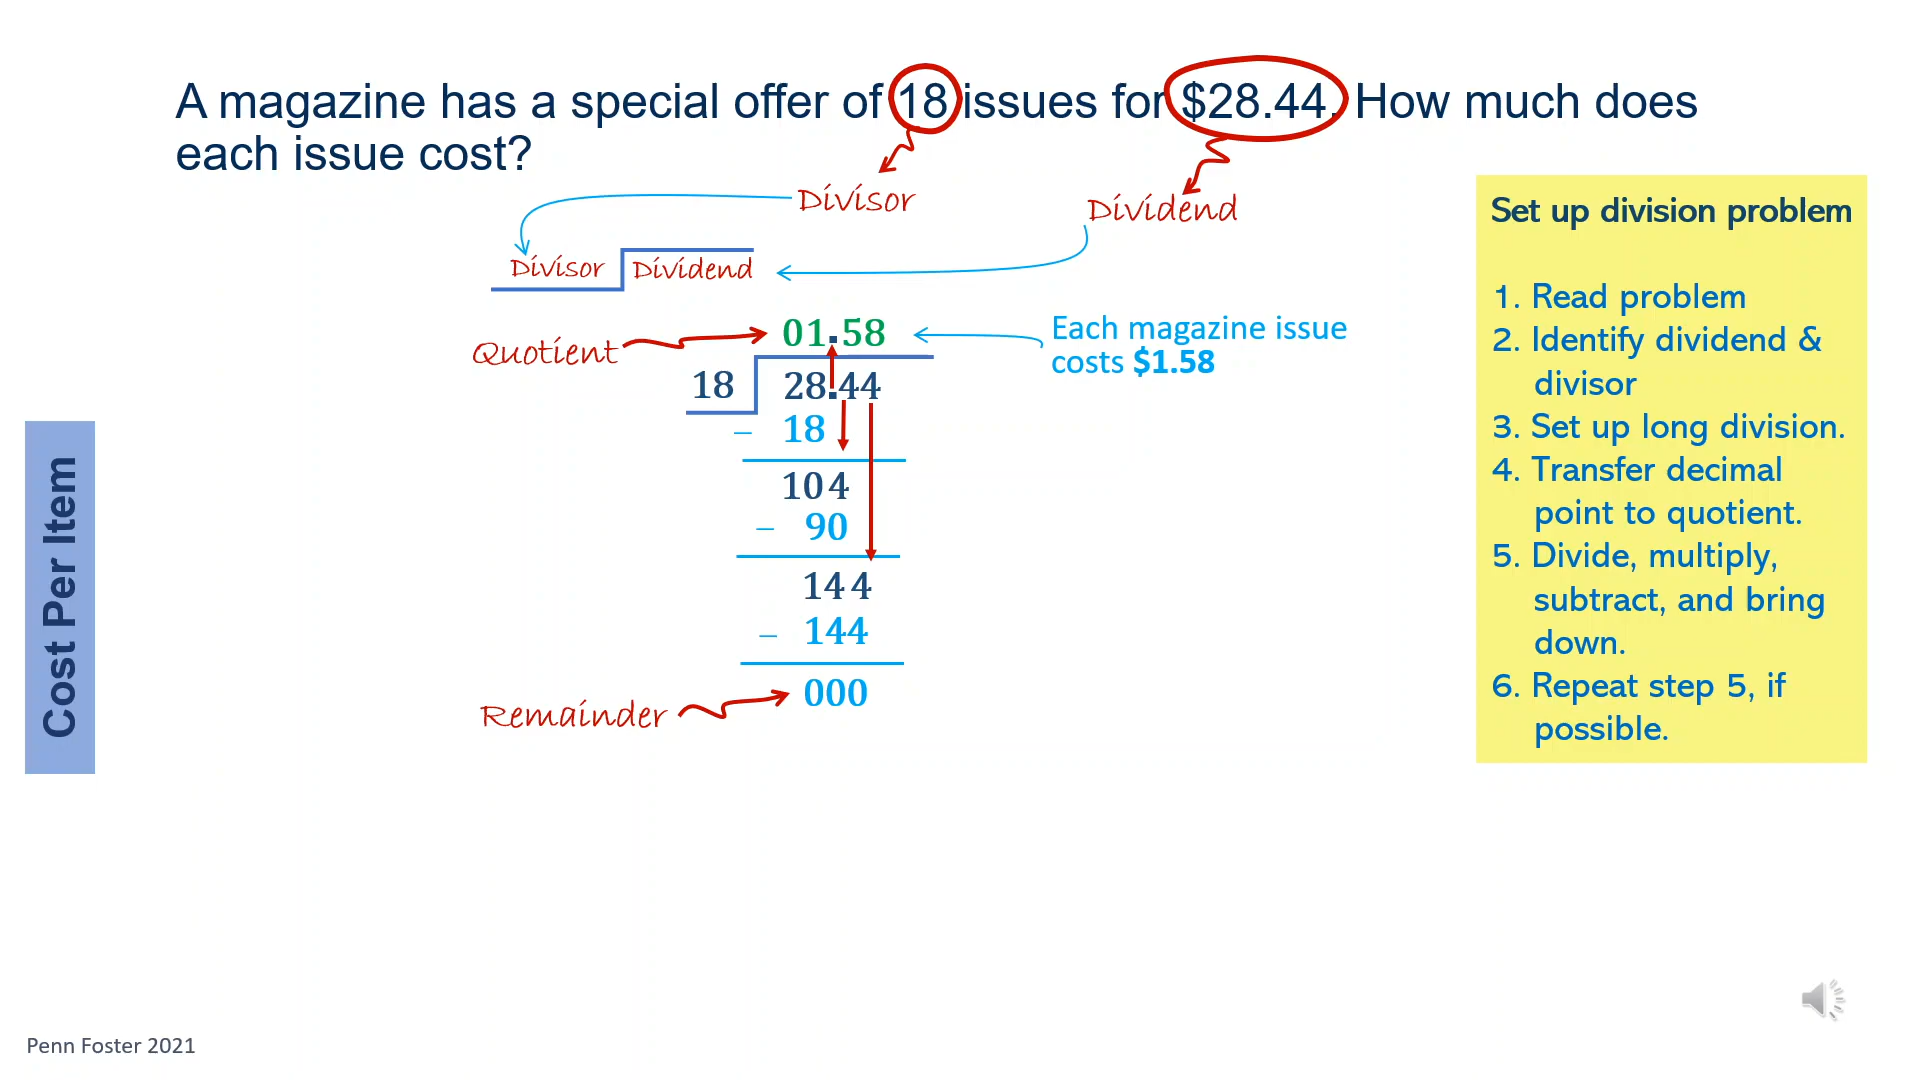 A magazine has a special offer of 18 issues for $28.44. How much does
each issue cost?
Divisor
Dividend
Divisor
Dividend
Quotient
01.58
Each magazine issue
costs $1.58
18
28.44
– 18
104
– 90
144
– 144
Remainder
000
Set up division problem
1. Read problem
2. Identify dividend &
divisor
3. Set up long division.
4. Transfer decimal
point to quotient.
5. Divide, multiply,
subtract, and bring
down.
6. Repeat step 5, if
possible.
Cost Per Item
Penn Foster 2021